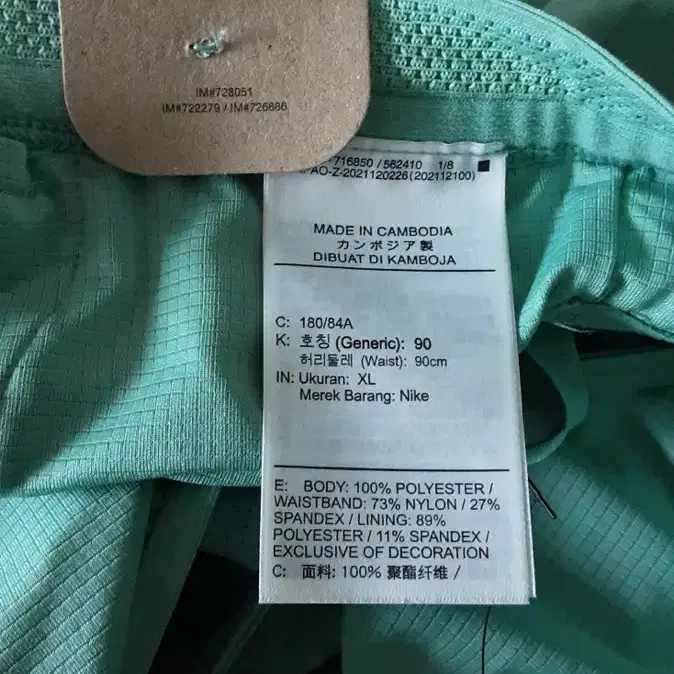 IM#728051
IM#722279 / IM#726686
716850 / 562410 1/8
AO-Z-2021120226 (202112100)
MADE IN CAMBODIA
カンボジア製
DIBUAT DI KAMBOJA
C: 180/84A
K: 호칭 (Generic): 90
허리둘레 (Waist): 90cm
IN: Ukuran: XL
Merek Barang: Nike
E: BODY: 100% POLYESTER /
WAISTBAND: 73% NYLON / 27%
SPANDEX / LINING: 89%
POLYESTER / 11% SPANDEX /
EXCLUSIVE OF DECORATION
C: 面料: 100% 聚酯纤维 /